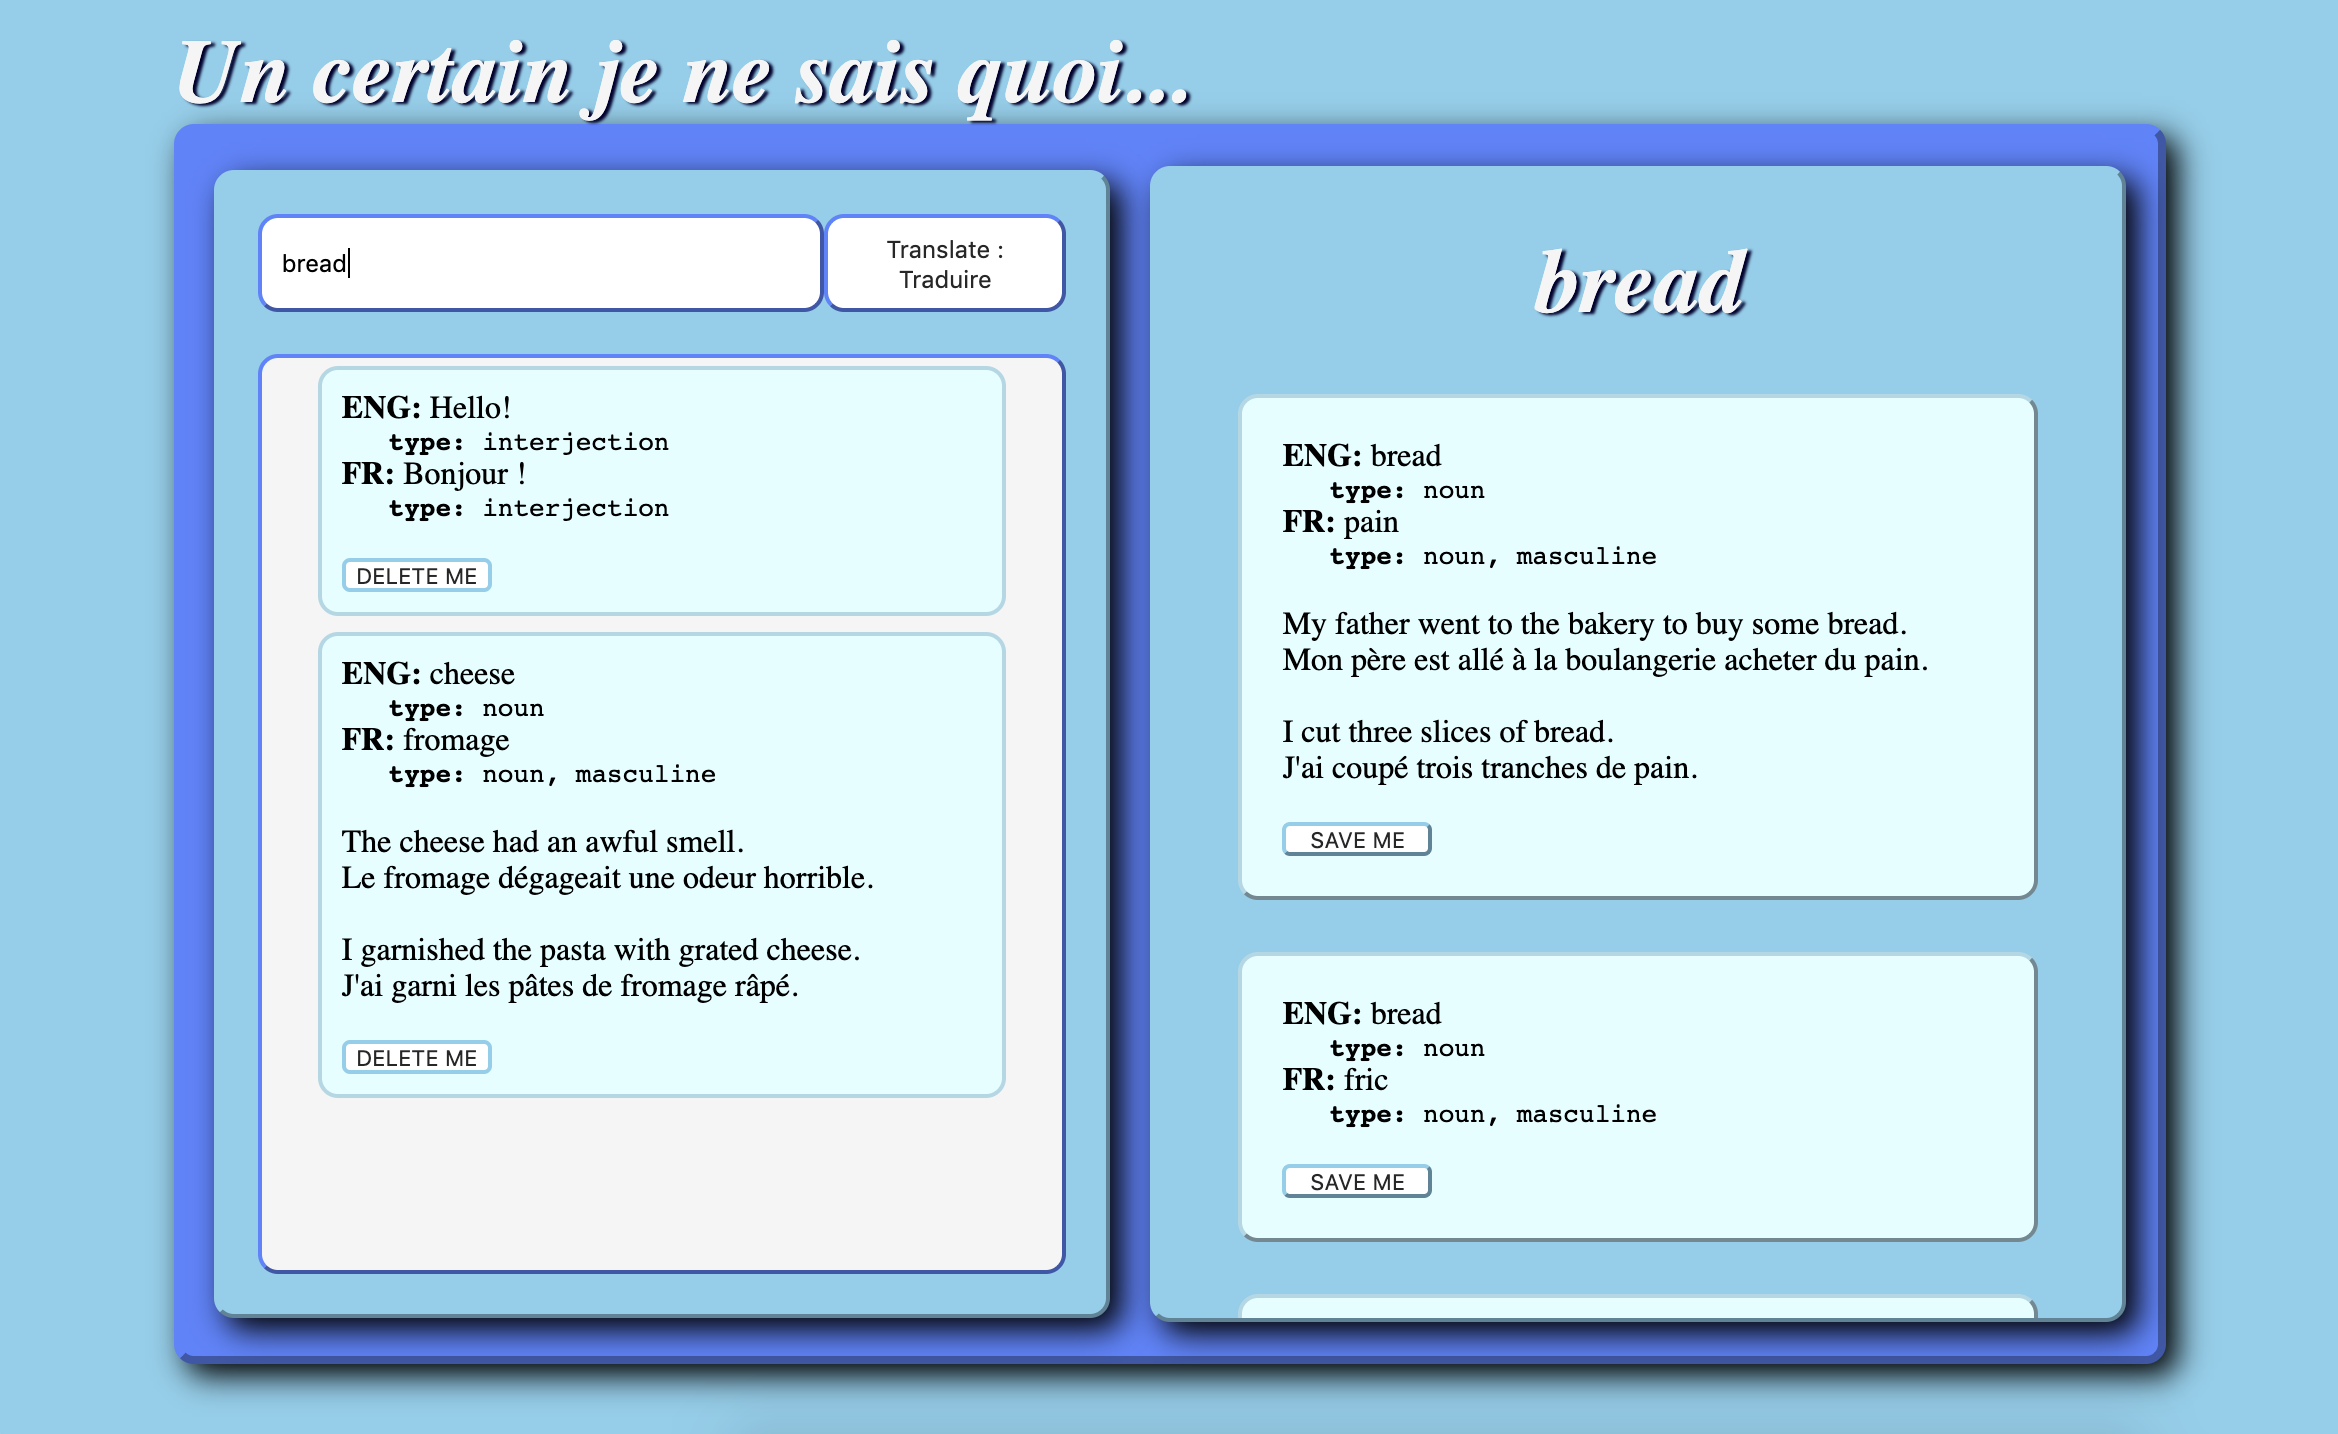 Un certain je ne sais quoi...
bread
Translate :
Traduire
ENG: Hello!
type: interjection
FR: Bonjour !
type: interjection
DELETE ME
ENG: cheese
type: noun
FR: fromage
type: noun, masculine
The cheese had an awful smell.
Le fromage dégageait une odeur horrible.
I garnished the pasta with grated cheese.
J'ai garni les pâtes de fromage râpé.
DELETE ME
bread
ENG: bread
type: noun
FR: pain
type: noun, masculine
My father went to the bakery to buy some bread.
Mon père est allé à la boulangerie acheter du pain.
I cut three slices of bread.
J'ai coupé trois tranches de pain.
SAVE ME
ENG: bread
type: noun
FR: fric
type: noun, masculine
SAVE ME